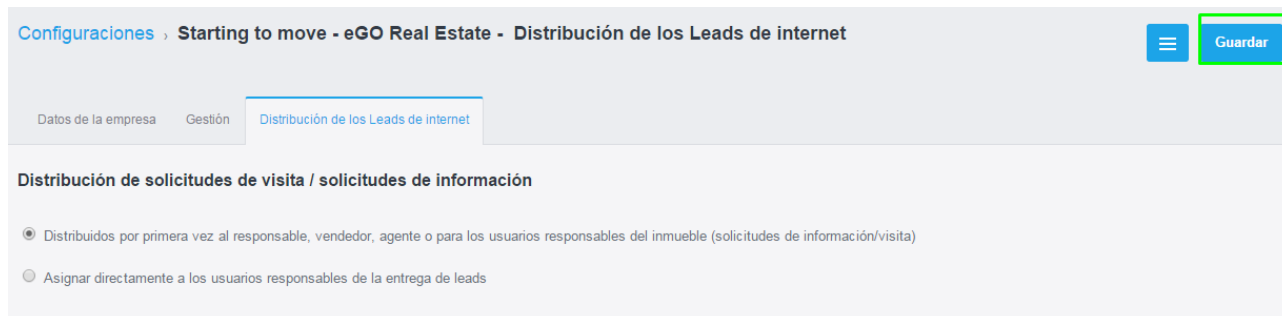 Configuraciones › Starting to move - eGO Real Estate - Distribución de los Leads de internet
Guardar
Datos de la empresa Gestión Distribución de los Leads de internet
Distribución de solicitudes de visita / solicitudes de información
Distribuidos por primera vez al responsable, vendedor, agente o para los usuarios responsables del inmueble (solicitudes de información/visita)
Asignar directamente a los usuarios responsables de la entrega de leads